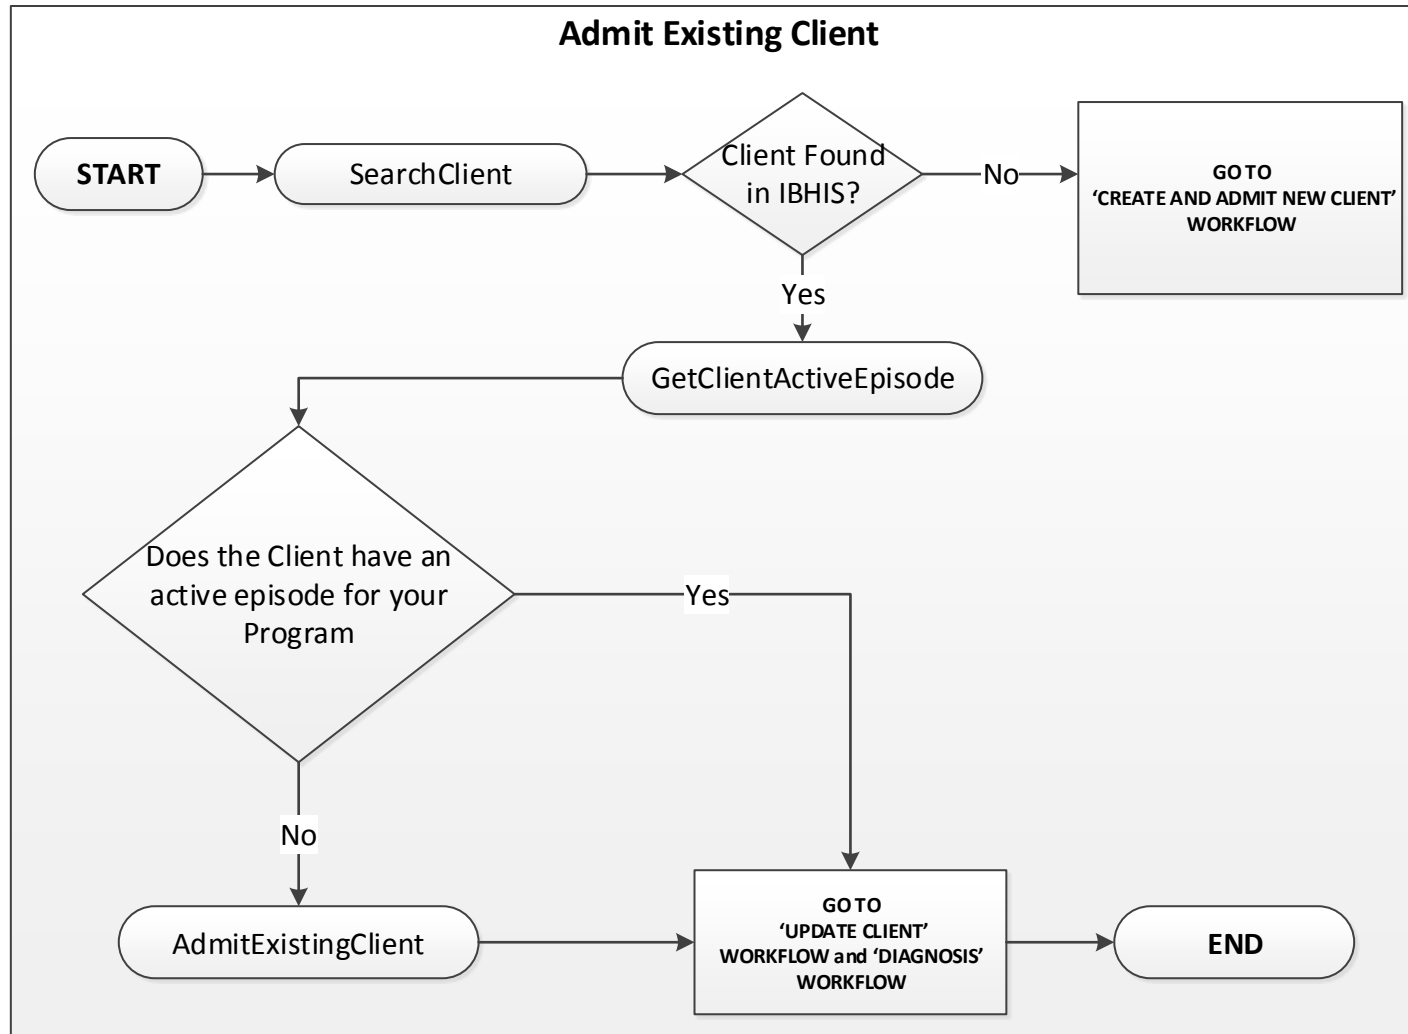 Admit Existing Client
START
SearchClient
Client Found
in IBHIS?
No
GO TO
‘CREATE AND ADMIT NEW CLIENT’
WORKFLOW
Yes
GetClientActiveEpisode
Does the Client have an
active episode for your
Program
Yes
No
AdmitExistingClient
GO TO
‘UPDATE CLIENT’
WORKFLOW and ‘DIAGNOSIS’
WORKFLOW
END